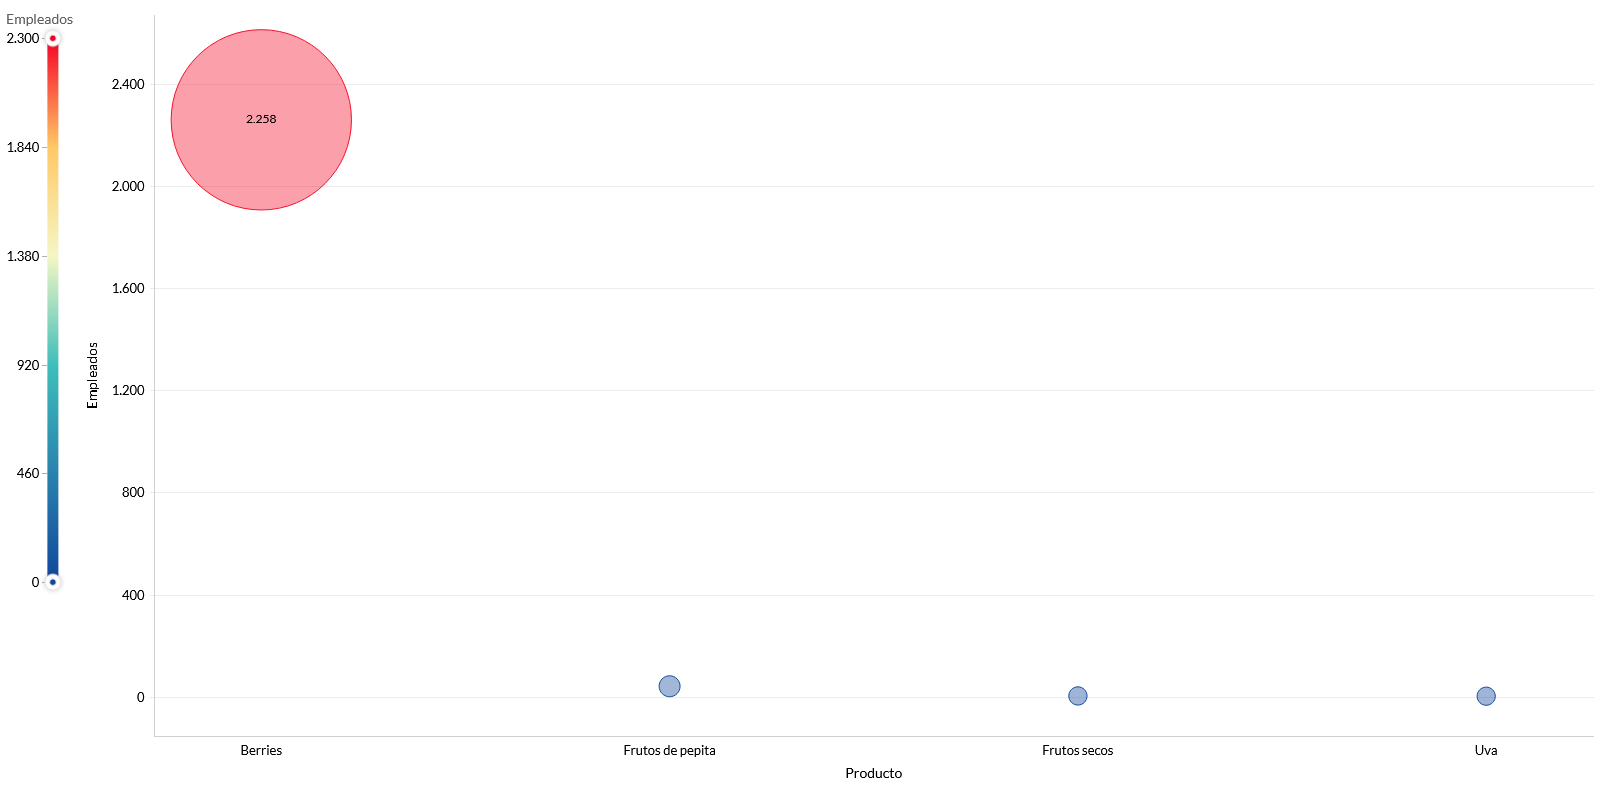 Empleados
2.300
1.840
1.380
920
460
0
Empleados
2.400
2.000
1.600
1.200
800
400
0
2.258
Berries
Frutos de pepita
Frutos secos
Uva
Producto